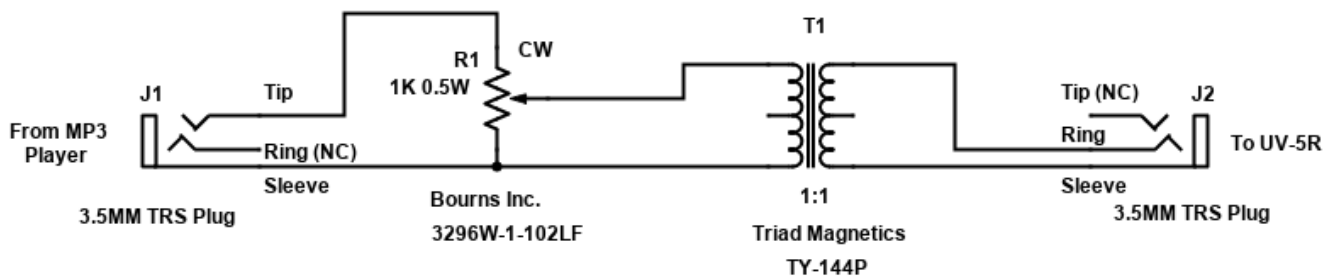 T1
R1
CW
1K 0.5W
J1
Tip
From MP3
Player
Ring (NC)
Sleeve
3.5MM TRS Plug
Bourns Inc.
3296W-1-102LF
1:1
Triad Magnetics
TY-144P
Tip (NC)
J2
Ring
To UV-5R
Sleeve
3.5MM TRS Plug